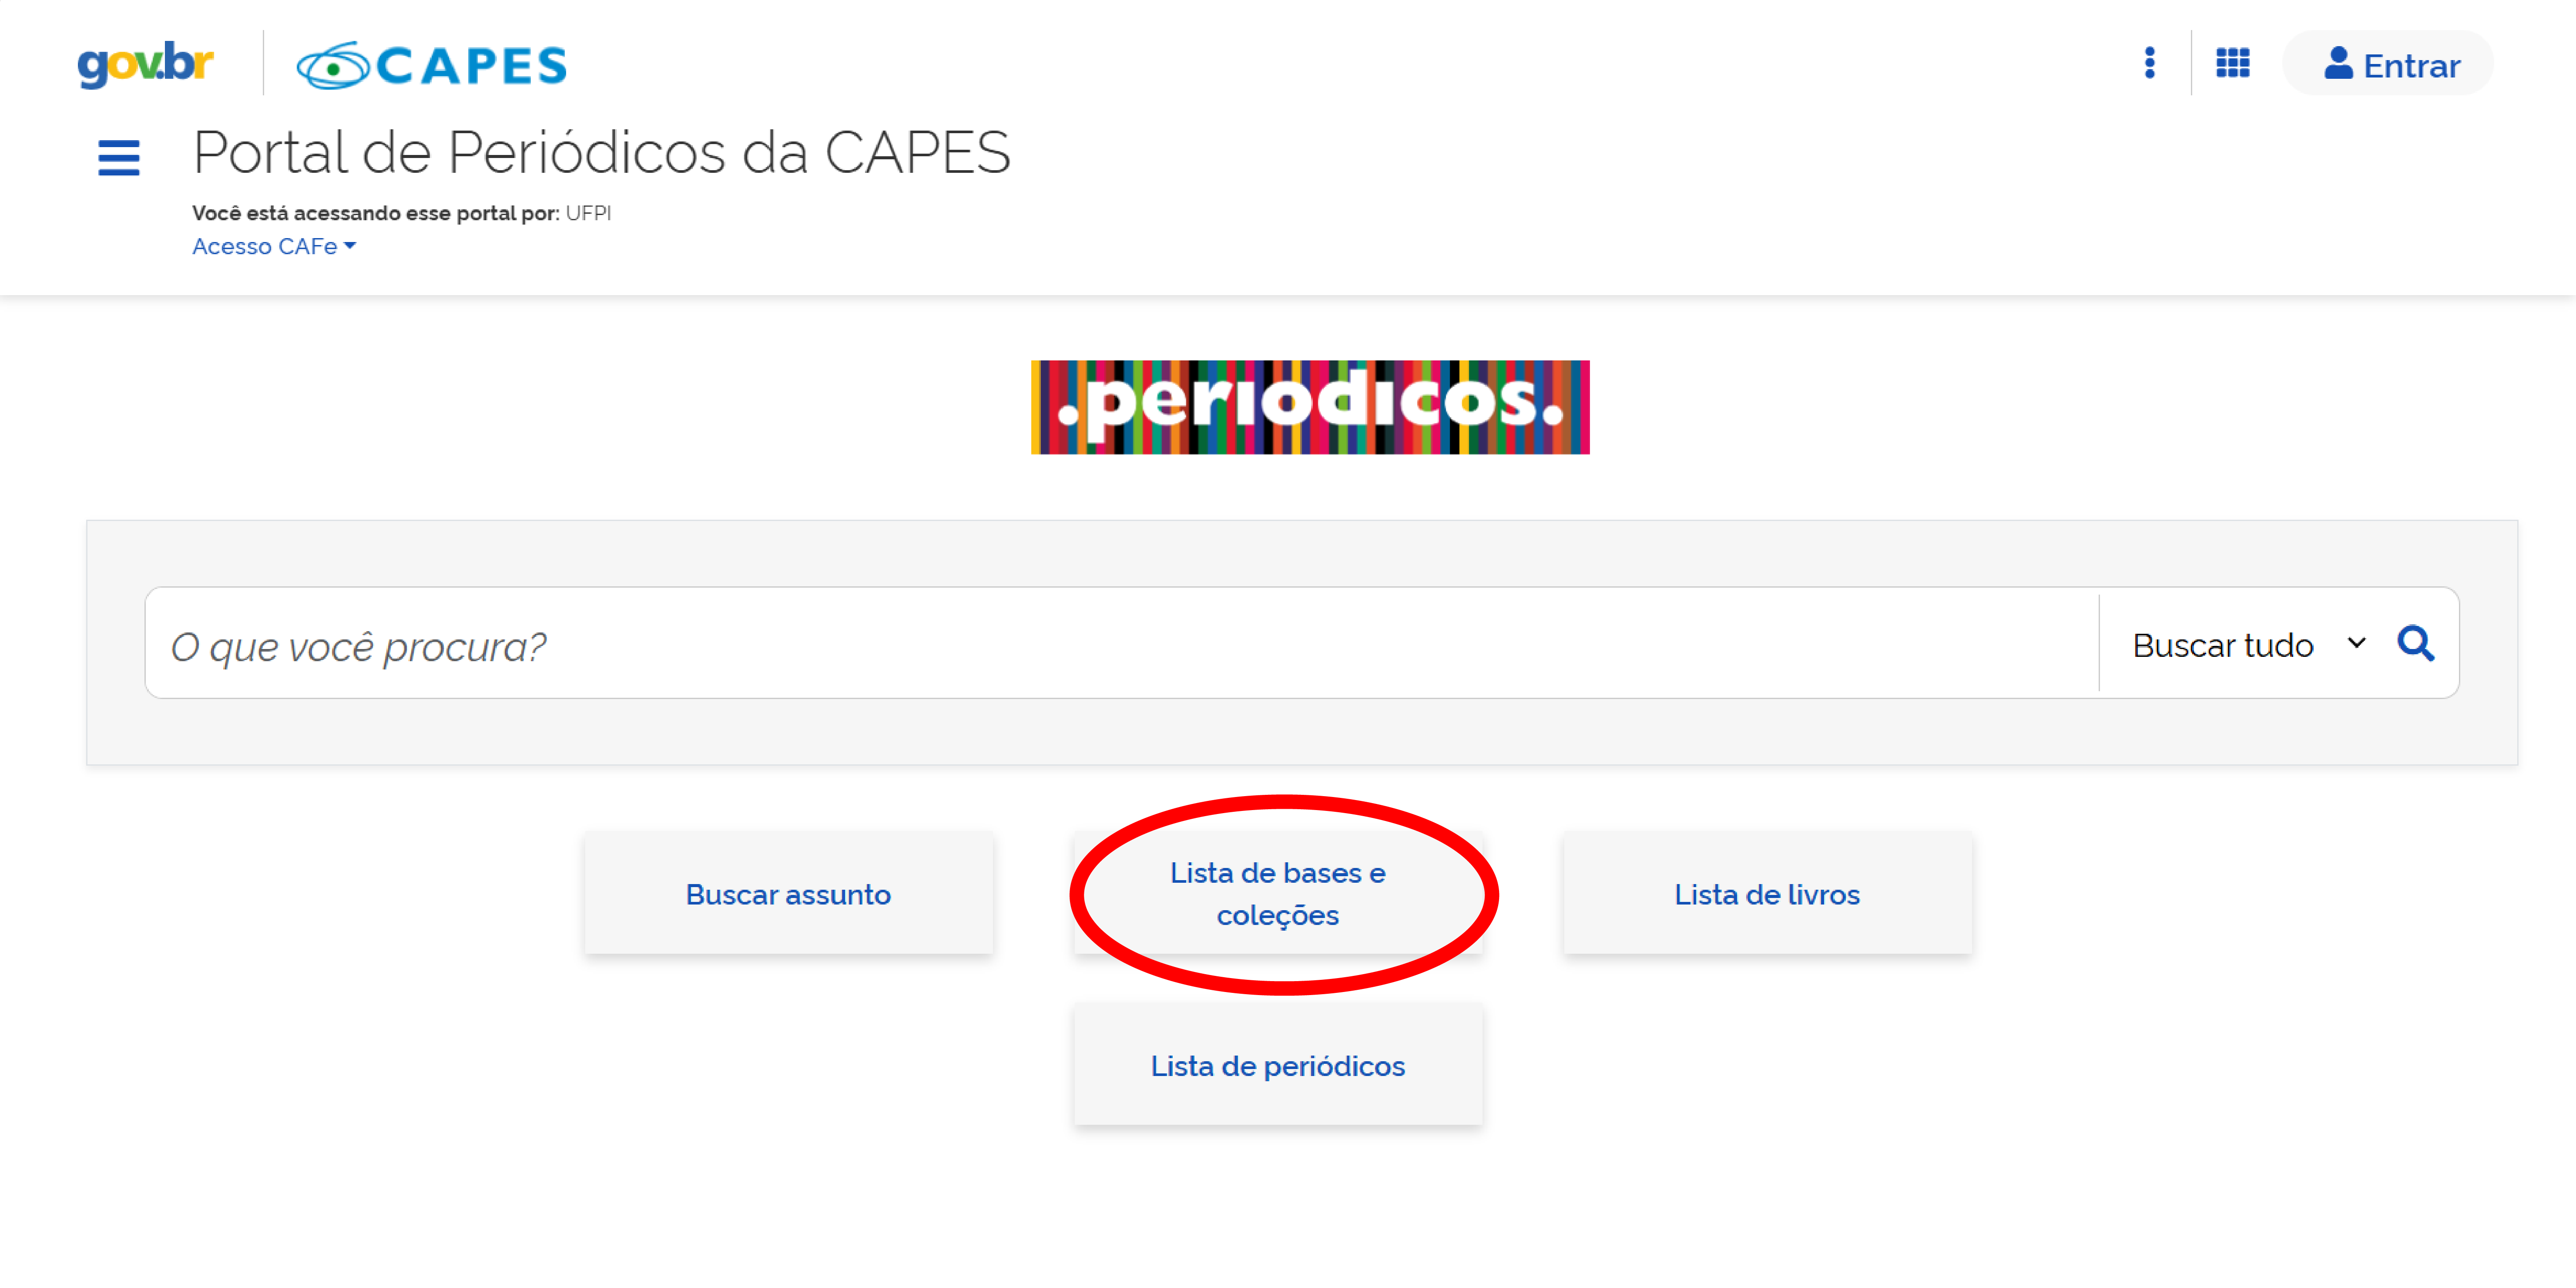 gov.br CAPES Entrar
Portal de Periódicos da CAPES
Você está acessando esse portal por: UFPI
Acesso CAFe
.periodicos.
O que você procura? Buscar tudo
Buscar assunto
Lista de bases e
coleções
Lista de livros
Lista de periódicos